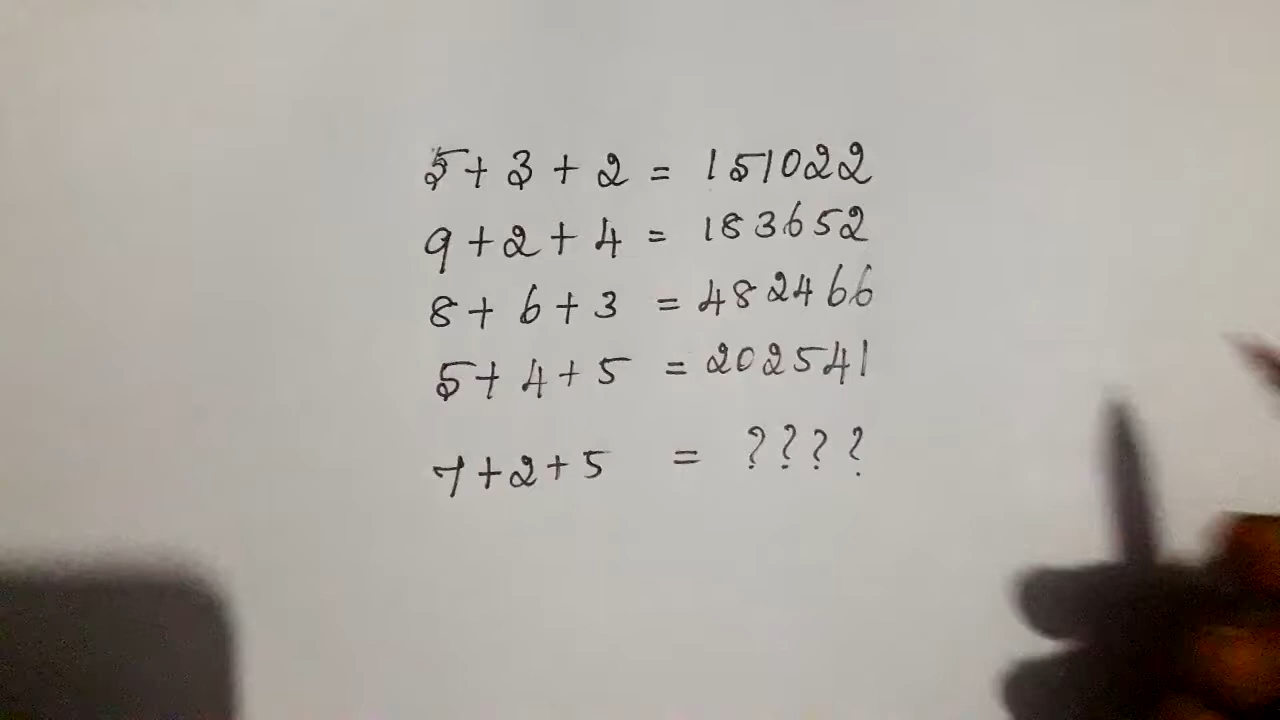 5+3+2 = 151022
9+2+4 = 183652
8+6+3 = 482466
5+4+5 = 202541
7+2+5 = ????